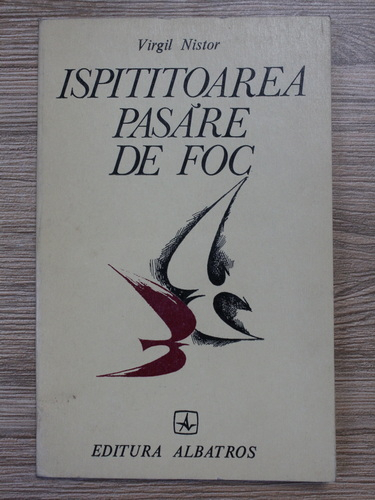 Virgil Nistor
ISPITITOAREA
PASĂRE
DE FOC
EDITURA ALBATROS